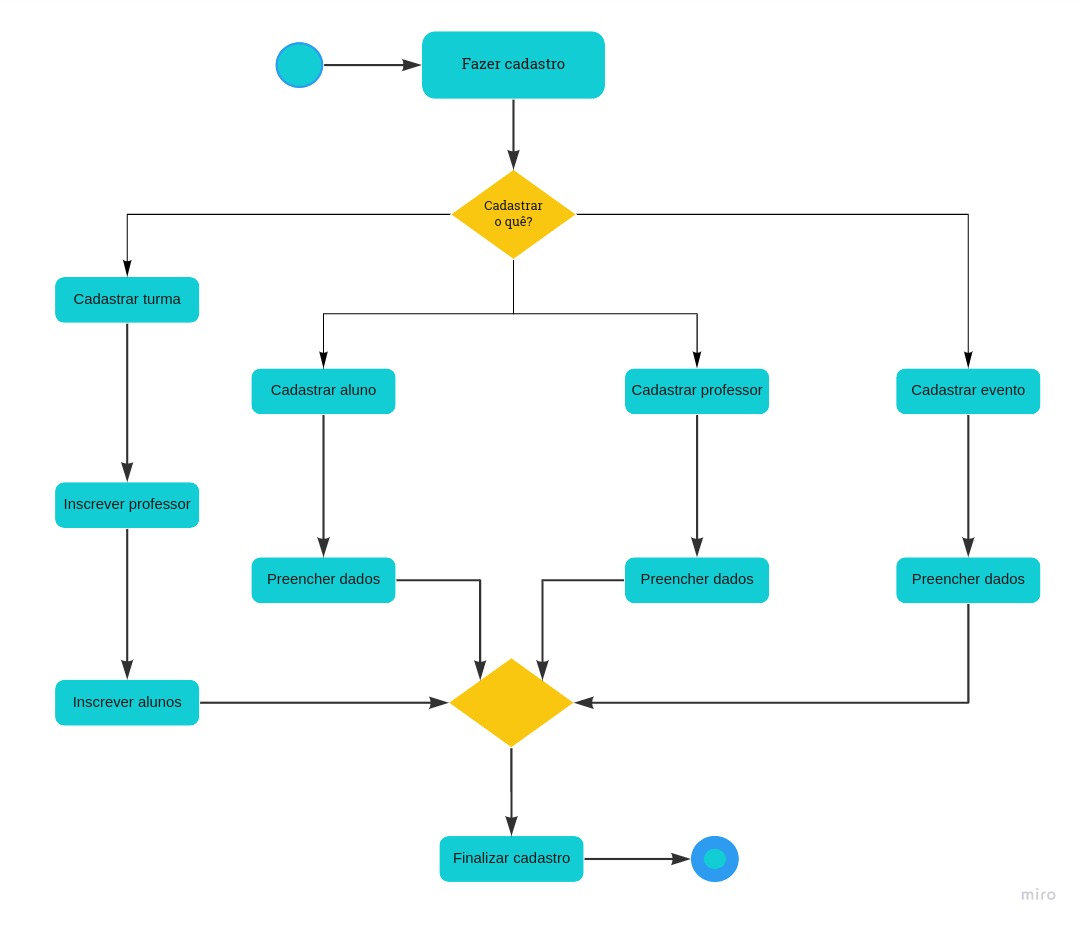 Fazer cadastro
Cadastrar
o quê?
Cadastrar turma
Cadastrar aluno
Cadastrar professor
Cadastrar evento
Inscrever professor
Preencher dados
Preencher dados
Preencher dados
Inscrever alunos
Finalizar cadastro
miro